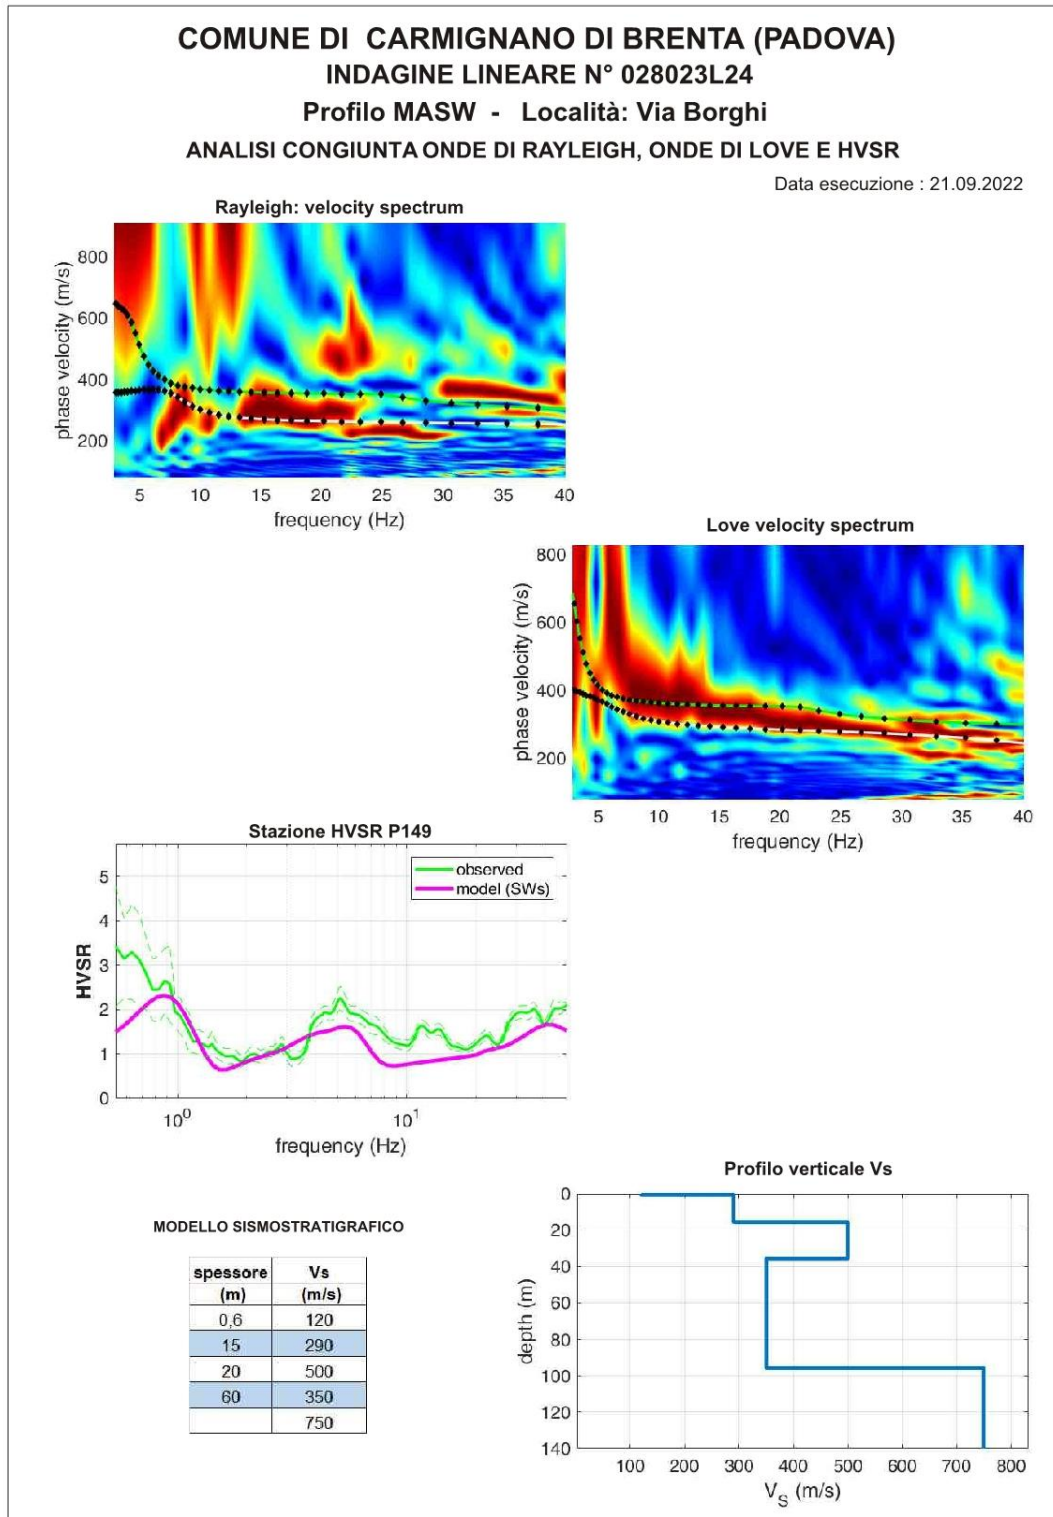 COMUNE DI CARMIGNANO DI BRENTA (PADOVA)
INDAGINE LINEARE N° 028023L24
Profilo MASW - Località: Via Borghi
ANALISI CONGIUNTA ONDE DI RAYLEIGH, ONDE DI LOVE E HVSR
Data esecuzione : 21.09.2022
Rayleigh: velocity spectrum
phase velocity (m/s)
800
600
400
200
5 10 15 20 25 30 35 40
frequency (Hz)
Love velocity spectrum
phase velocity (m/s)
800
600
400
200
5 10 15 20 25 30 35 40
frequency (Hz)
Stazione HVSR P149
observed
model (SWs)
HVSR
5
4
3
2
1
0
10⁰ 10¹
frequency (Hz)
MODELLO SISMOSTRATIGRAFICO
spessore Vs
(m) (m/s)
0,6 120
15 290
20 500
60 350
750
Profilo verticale Vs
depth (m)
0
20
40
60
80
100
120
140
100 200 300 400 500 600 700 800
V_S (m/s)